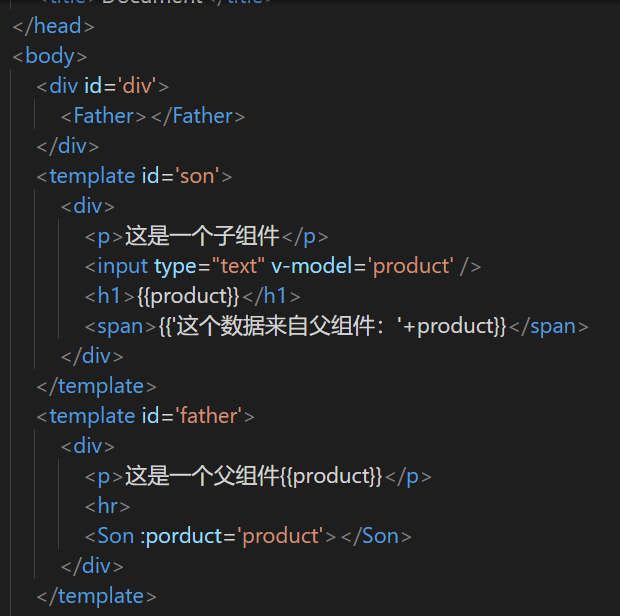 <title>Document</title>
</head>
<body>
<div id='div'>
<Father></Father>
</div>
<template id='son'>
<div>
<p>这是一个子组件</p>
<input type="text" v-model='product' />
<h1>{{product}}</h1>
<span>{{'这个数据来自父组件：'+product}}</span>
</div>
</template>
<template id='father'>
<div>
<p>这是一个父组件{{product}}</p>
<hr>
<Son :porduct='product'></Son>
</div>
</template>